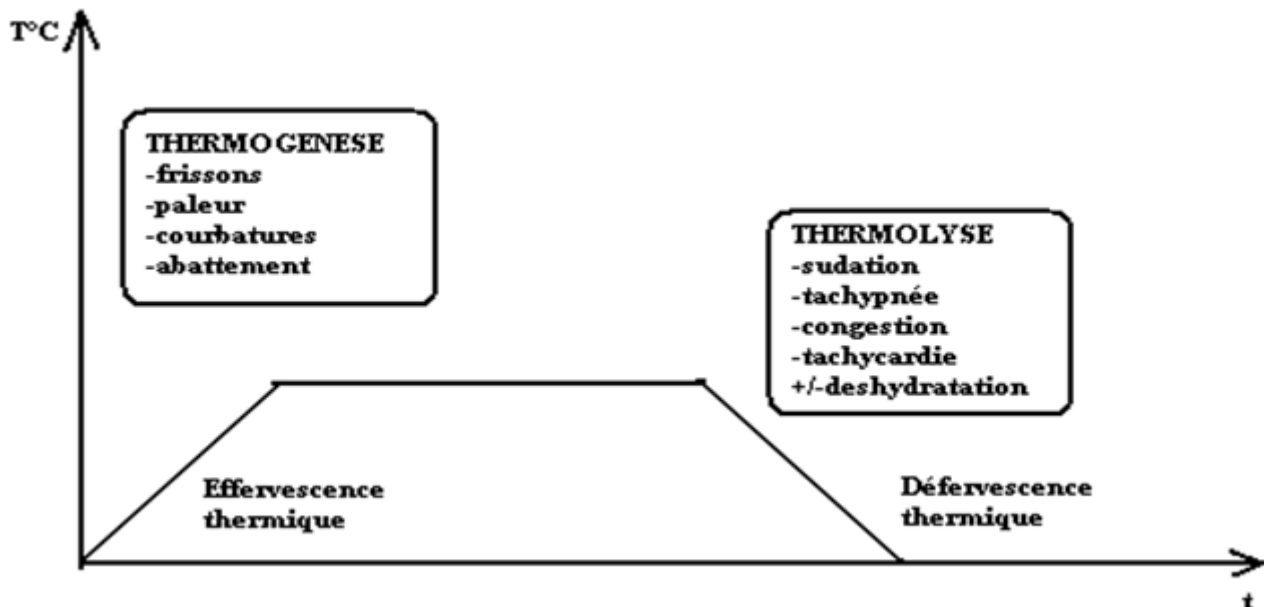 T°C
THERMOGENESE
-frissons
-paleur
-courbatures
-abattement
THERMOLYSE
-sudation
-tachypnée
-congestion
-tachycardie
+/-deshydratation
Effervescence
thermique
Défervescence
thermique
t